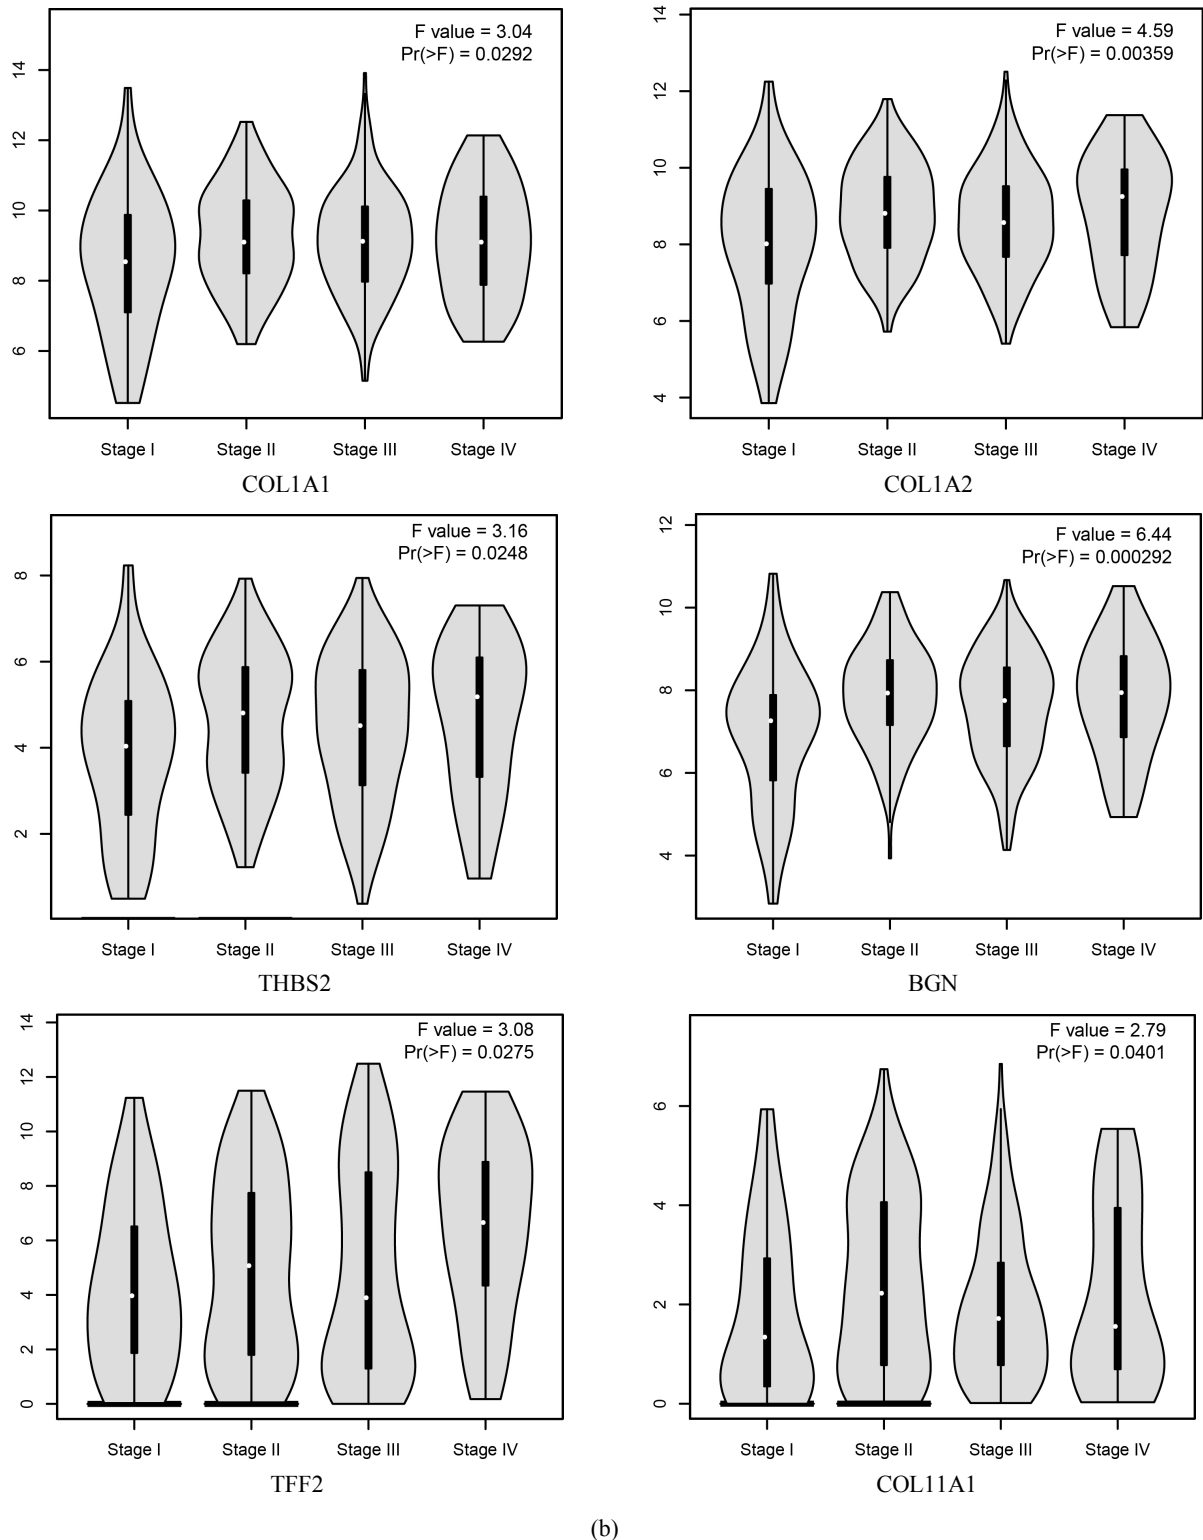 F value = 3.04
Pr(>F) = 0.0292
14
12
10
8
6
Stage I Stage II Stage III Stage IV
COL1A1
F value = 4.59
Pr(>F) = 0.00359
14
12
10
8
6
4
Stage I Stage II Stage III Stage IV
COL1A2
F value = 3.16
Pr(>F) = 0.0248
8
6
4
2
Stage I Stage II Stage III Stage IV
THBS2
F value = 6.44
Pr(>F) = 0.000292
12
10
8
6
4
Stage I Stage II Stage III Stage IV
BGN
F value = 3.08
Pr(>F) = 0.0275
14
12
10
8
6
4
2
0
Stage I Stage II Stage III Stage IV
TFF2
F value = 2.79
Pr(>F) = 0.0401
6
4
2
0
Stage I Stage II Stage III Stage IV
COL11A1
(b)